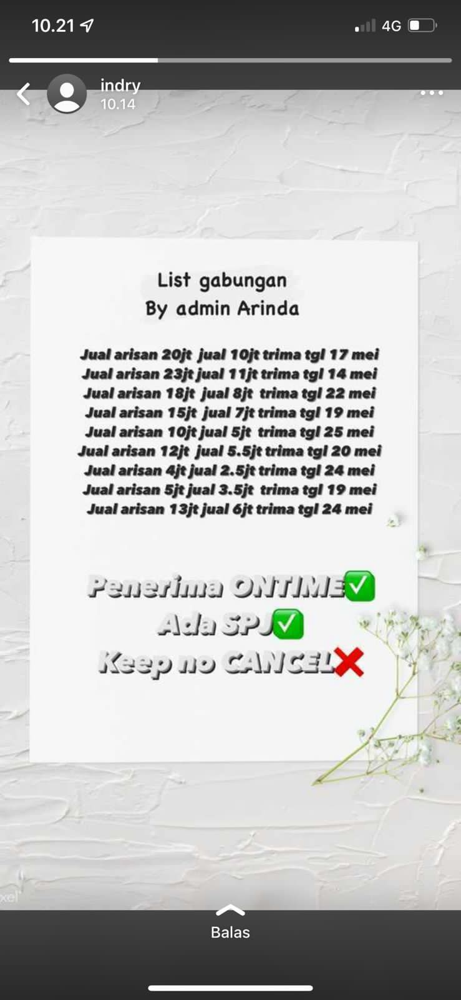 10.21
4G
indry
10.14
List gabungan
By admin Arinda
Jual arisan 20jt jual 10jt trima tgl 17 mei
Jual arisan 23jt jual 11jt trima tgl 14 mei
Jual arisan 18jt jual 8jt trima tgl 22 mei
Jual arisan 15jt jual 7jt trima tgl 19 mei
Jual arisan 10jt jual 5jt trima tgl 25 mei
Jual arisan 12jt jual 5.5jt trima tgl 20 mei
Jual arisan 4jt jual 2.5jt trima tgl 24 mei
Jual arisan 5jt jual 3.5jt trima tgl 19 mei
Jual arisan 13jt jual 6jt trima tgl 24 mei
Penerima ONTIME✅
Ada SPJ✅
Keep no CANCEL❌
xel
Balas